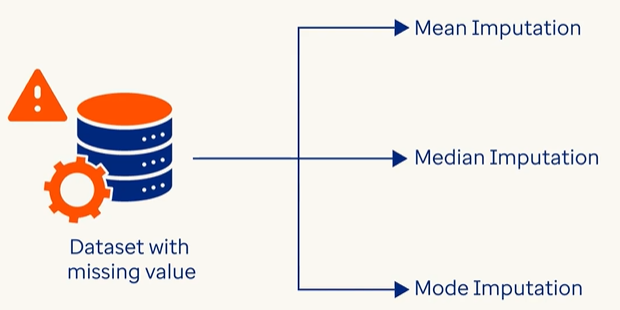 Mean Imputation
Median Imputation
Dataset with
missing value
Mode Imputation